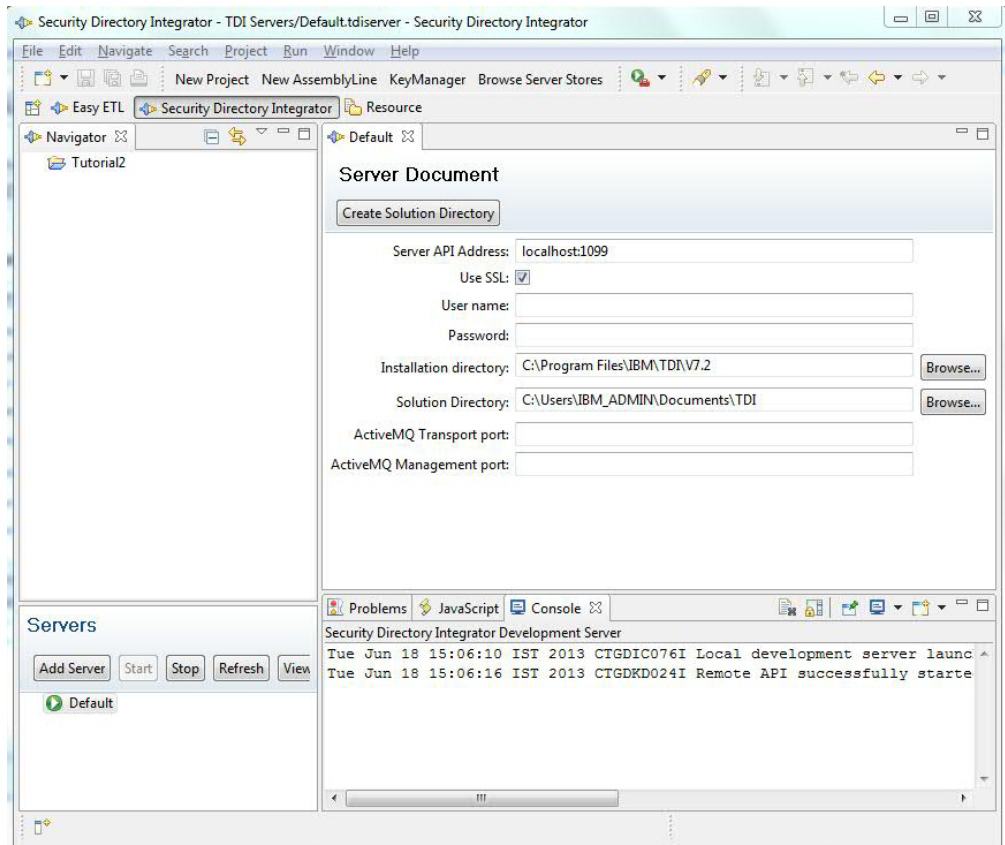 Security Directory Integrator - TDI Servers/Default.tdiserver - Security Directory Integrator
File Edit Navigate Search Project Run Window Help
New Project New AssemblyLine KeyManager Browse Server Stores
Easy ETL Security Directory Integrator Resource
Navigator
Tutorial2
Default
Server Document
Create Solution Directory
Server API Address: localhost:1099
Use SSL:
User name:
Password:
Installation directory: C:\Program Files\IBM\TDI\V7.2 Browse...
Solution Directory: C:\Users\IBM_ADMIN\Documents\TDI Browse...
ActiveMQ Transport port:
ActiveMQ Management port:
Servers
Add Server Start Stop Refresh View
Default
Problems JavaScript Console
Security Directory Integrator Development Server
Tue Jun 18 15:06:10 IST 2013 CTGDIC076I Local development server launc
Tue Jun 18 15:06:16 IST 2013 CTGDKD024I Remote API successfully starte